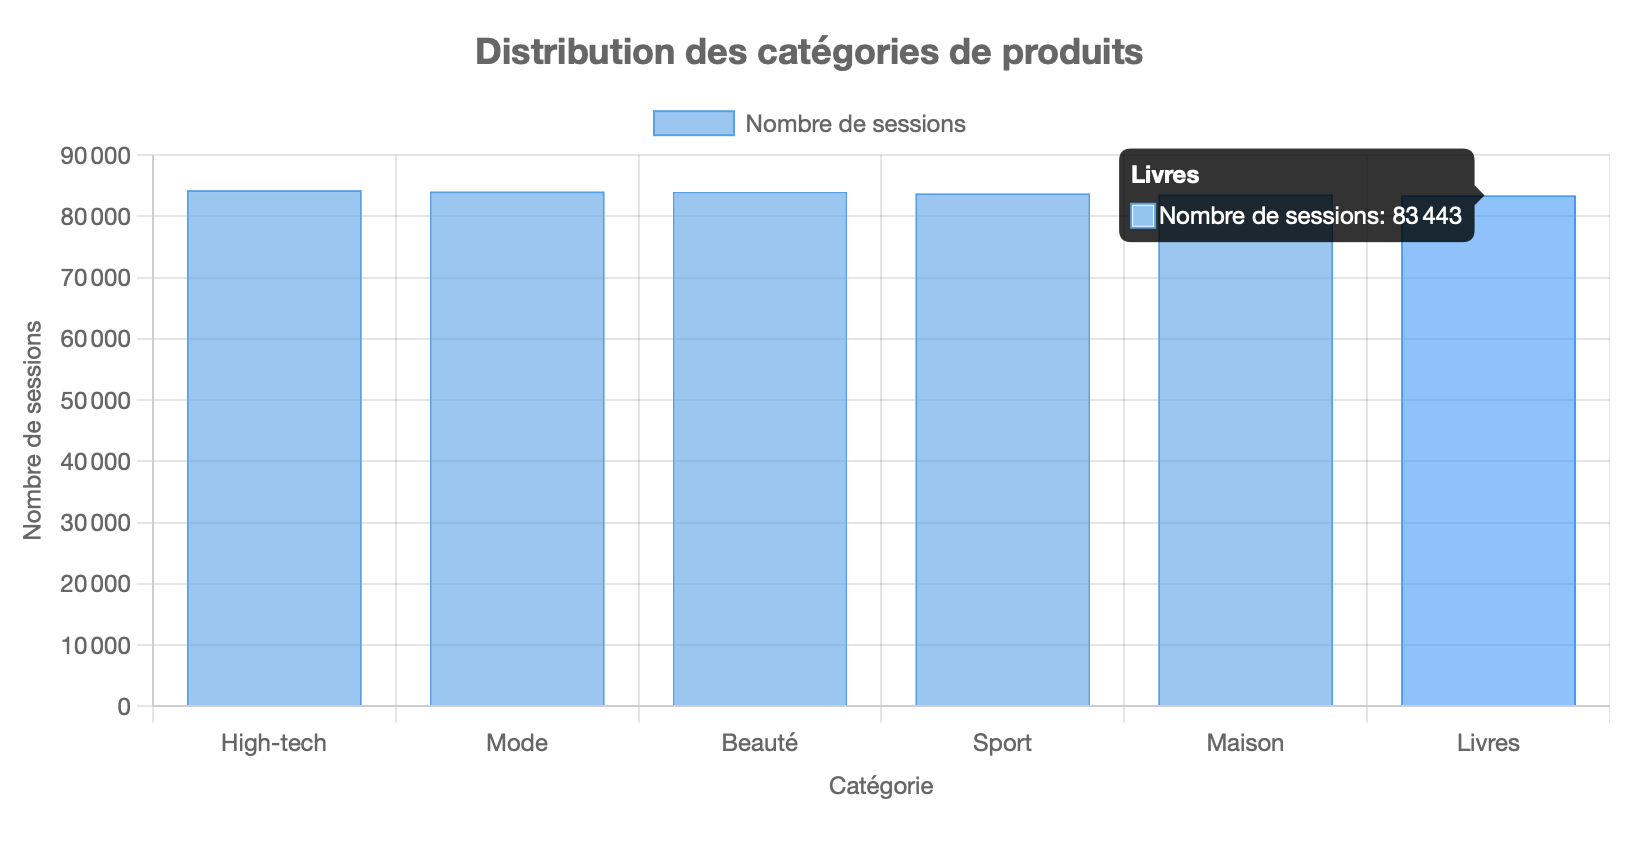 Distribution des catégories de produits
Nombre de sessions
90 000
80 000
70 000
60 000
50 000
40 000
30 000
20 000
10 000
0
Nombre de sessions
Livres
Nombre de sessions: 83 443
High-tech
Mode
Beauté
Sport
Maison
Livres
Catégorie